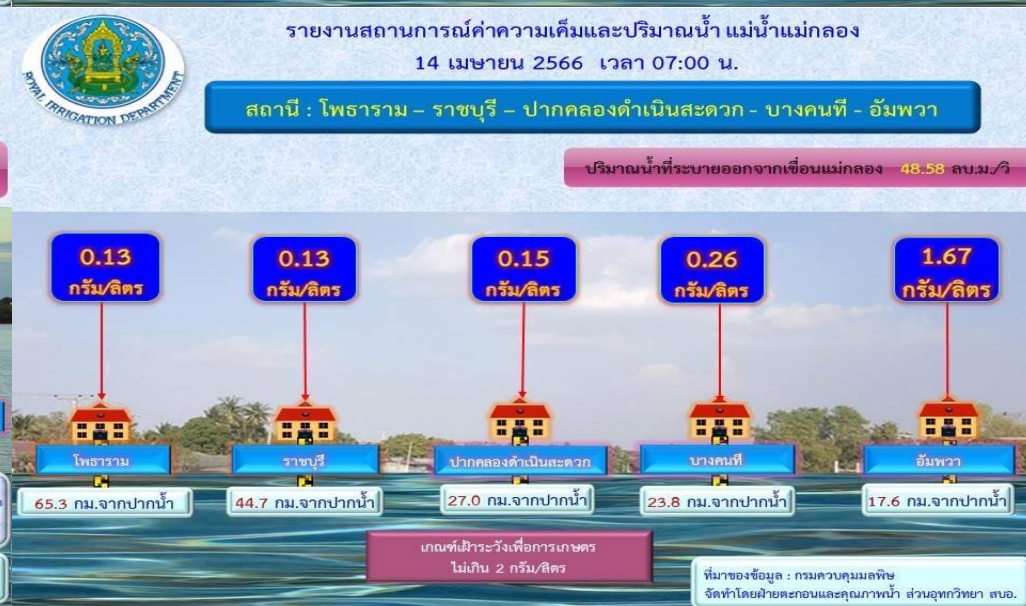 รายงานสถานการณ์ค่าความเค็มและปริมาณน้ำ แม่น้ำแม่กลอง
14 เมษายน 2566 เวลา 07:00 น.
ROYAL IRRIGATION DEPARTMENT
สถานี : โพธาราม – ราชบุรี – ปากคลองดำเนินสะดวก - บางคนที - อัมพวา
ปริมาณน้ำที่ระบายออกจากเขื่อนแม่กลอง 48.58 ลบ.ม./วิ
0.13 กรัม/ลิตร
0.13 กรัม/ลิตร
0.15 กรัม/ลิตร
0.26 กรัม/ลิตร
1.67 กรัม/ลิตร
โพธาราม
ราชบุรี
ปากคลองดำเนินสะดวก
บางคนที
อัมพวา
65.3 กม.จากปากน้ำ
44.7 กม.จากปากน้ำ
27.0 กม.จากปากน้ำ
23.8 กม.จากปากน้ำ
17.6 กม.จากปากน้ำ
เกณฑ์เฝ้าระวังเพื่อการเกษตร
ไม่เกิน 2 กรัม/ลิตร
ที่มาของข้อมูล : กรมควบคุมมลพิษ
จัดทำโดยฝ่ายตะกอนและคุณภาพน้ำ ส่วนอุทกวิทยา สบอ.